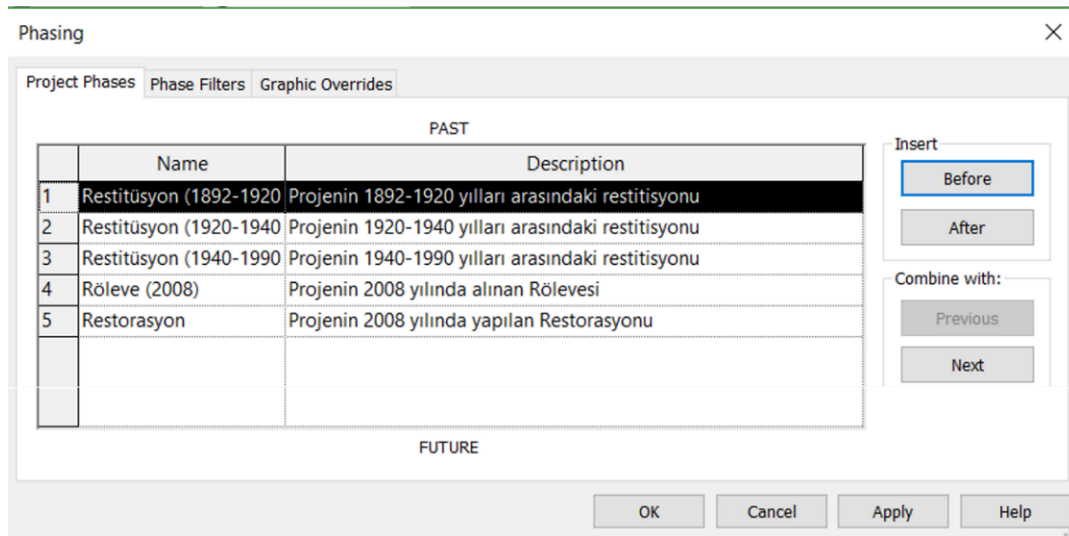 Phasing
Project Phases Phase Filters Graphic Overrides
PAST
Name Description
1 Restitüsyon (1892-1920 Projenin 1892-1920 yılları arasındaki restitisyonu
2 Restitüsyon (1920-1940 Projenin 1920-1940 yılları arasındaki restitisyonu
3 Restitüsyon (1940-1990 Projenin 1940-1990 yılları arasındaki restitisyonu
4 Röleve (2008) Projenin 2008 yılında alınan Rölevesi
5 Restorasyon Projenin 2008 yılında yapılan Restorasyonu
FUTURE
Insert
Before
After
Combine with:
Previous
Next
OK Cancel Apply Help